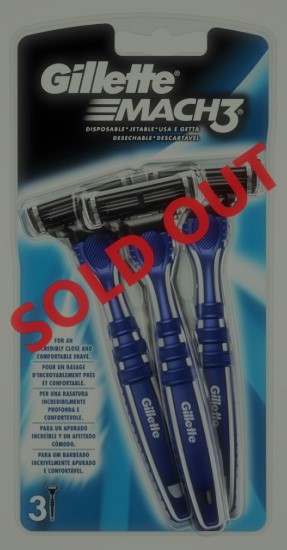 Gillette®
MACH3®
DISPOSABLE*JETABLE*USA E GETTA
DESECHABLE*DESCARTÁVEL
SOLD OUT
FOR AN
INCREDIBLY CLOSE AND
COMFORTABLE SHAVE.
POUR UN RASAGE
D'INCROYABLEMENT PRÈS
ET CONFORTABLE.
PER UNA RASATURA
INCREDIBILMENTE
PROFONDA E
CONFORTEVOLE.
PARA UN APURADO
INCREÍBLE Y UN AFEITADO
CÓMODO.
PARA UM BARBEADO
INCRIVELMENTE APURADO
E CONFORTÁVEL.
Gillette
Gillette
Gillette
3